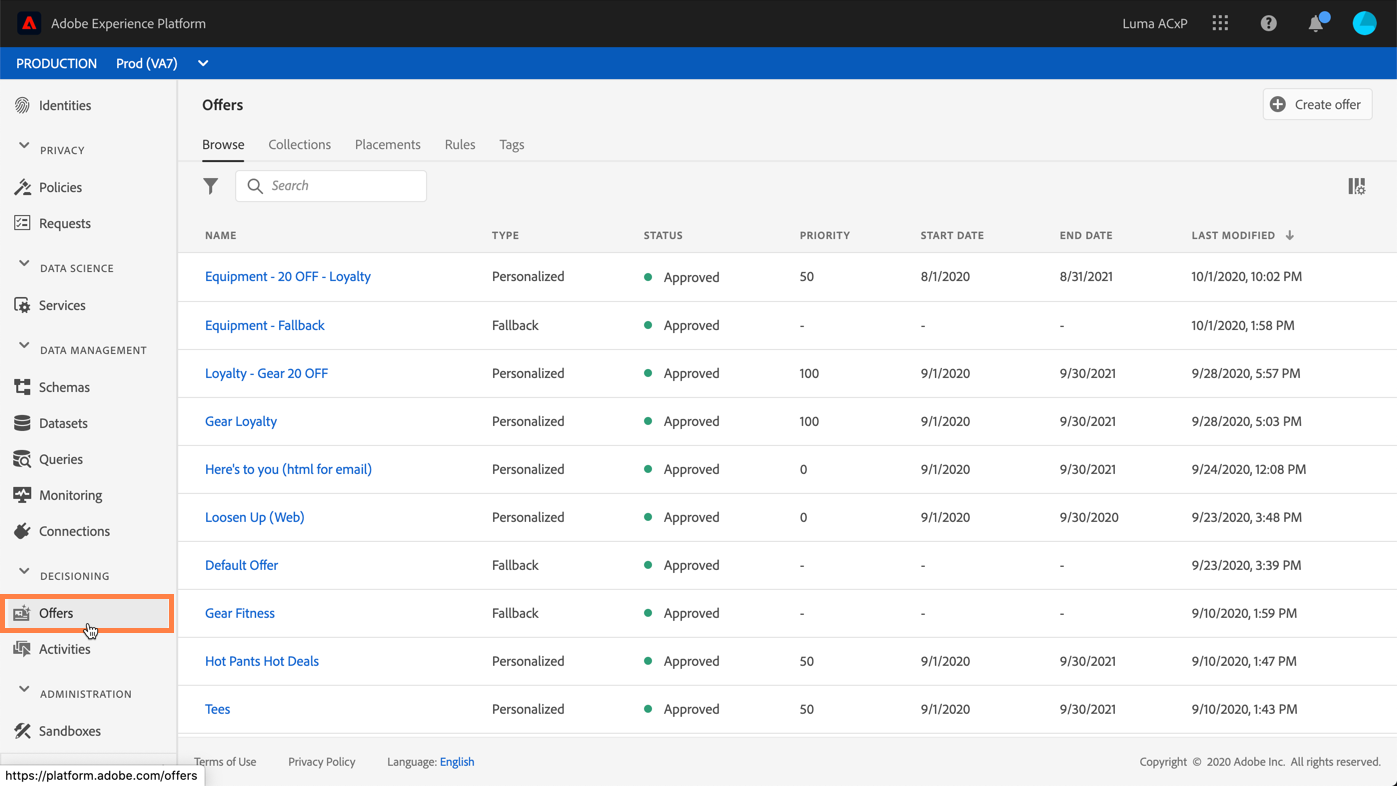 Adobe Experience Platform
Luma ACxP
PRODUCTION Prod (VA7)
Identities
PRIVACY
Policies
Requests
DATA SCIENCE
Services
DATA MANAGEMENT
Schemas
Datasets
Queries
Monitoring
Connections
DECISIONING
Offers
Activities
ADMINISTRATION
Sandboxes
https://platform.adobe.com/offers
Offers
Create offer
Browse Collections Placements Rules Tags
Search
NAME TYPE STATUS PRIORITY START DATE END DATE LAST MODIFIED
Equipment - 20 OFF - Loyalty Personalized Approved 50 8/1/2020 8/31/2021 10/1/2020, 10:02 PM
Equipment - Fallback Fallback Approved - - - 10/1/2020, 1:58 PM
Loyalty - Gear 20 OFF Personalized Approved 100 9/1/2020 9/30/2021 9/28/2020, 5:57 PM
Gear Loyalty Personalized Approved 100 9/1/2020 9/30/2021 9/28/2020, 5:03 PM
Here's to you (html for email) Personalized Approved 0 9/1/2020 9/30/2021 9/24/2020, 12:08 PM
Loosen Up (Web) Personalized Approved 0 9/1/2020 9/30/2020 9/23/2020, 3:48 PM
Default Offer Fallback Approved - - - 9/23/2020, 3:39 PM
Gear Fitness Fallback Approved - - - 9/10/2020, 1:59 PM
Hot Pants Hot Deals Personalized Approved 50 9/1/2020 9/30/2021 9/10/2020, 1:47 PM
Tees Personalized Approved 50 9/1/2020 9/30/2021 9/10/2020, 1:43 PM
Terms of Use Privacy Policy Language: English
Copyright © 2020 Adobe Inc. All rights reserved.